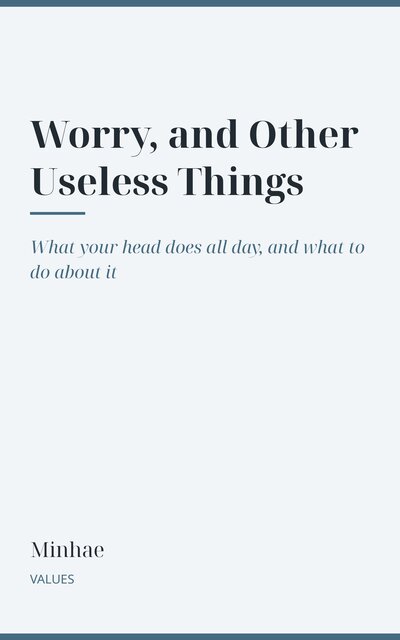 Worry, and Other
Useless Things
What your head does all day, and what to
do about it
Minhae
VALUES